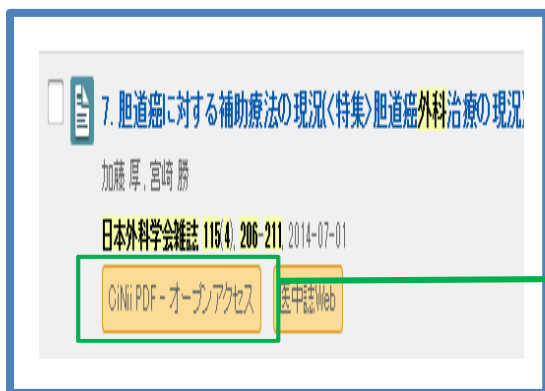 7. 胆道癌に対する補助療法の現況(<特集>胆道癌外科治療の現況)
加藤 厚, 宮崎 勝
日本外科学会雑誌 115(4), 206-211, 2014-07-01
CiNii PDF - オープンアクセス 医中誌Web